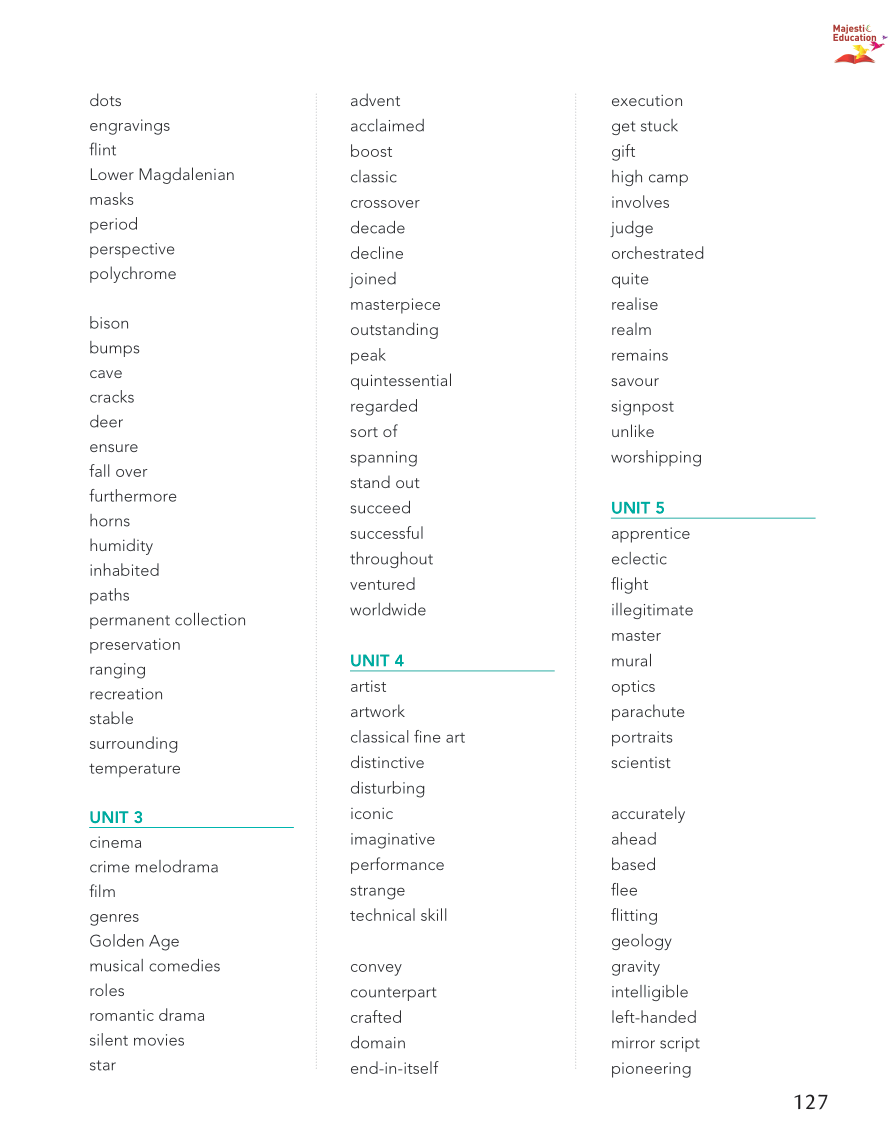 Majestic
Education
dots
engravings
flint
Lower Magdalenian
masks
period
perspective
polychrome
bison
bumps
cave
cracks
deer
ensure
fall over
furthermore
horns
humidity
inhabited
paths
permanent collection
preservation
ranging
recreation
stable
surrounding
temperature
UNIT 3
cinema
crime melodrama
film
genres
Golden Age
musical comedies
roles
romantic drama
silent movies
star
advent
acclaimed
boost
classic
crossover
decade
decline
joined
masterpiece
outstanding
peak
quintessential
regarded
sort of
spanning
stand out
succeed
successful
throughout
ventured
worldwide
UNIT 4
artist
artwork
classical fine art
distinctive
disturbing
iconic
imaginative
performance
strange
technical skill
convey
counterpart
crafted
domain
end-in-itself
execution
get stuck
gift
high camp
involves
judge
orchestrated
quite
realise
realm
remains
savour
signpost
unlike
worshipping
UNIT 5
apprentice
eclectic
flight
illegitimate
master
mural
optics
parachute
portraits
scientist
accurately
ahead
based
flee
flitting
geology
gravity
intelligible
left-handed
mirror script
pioneering
127